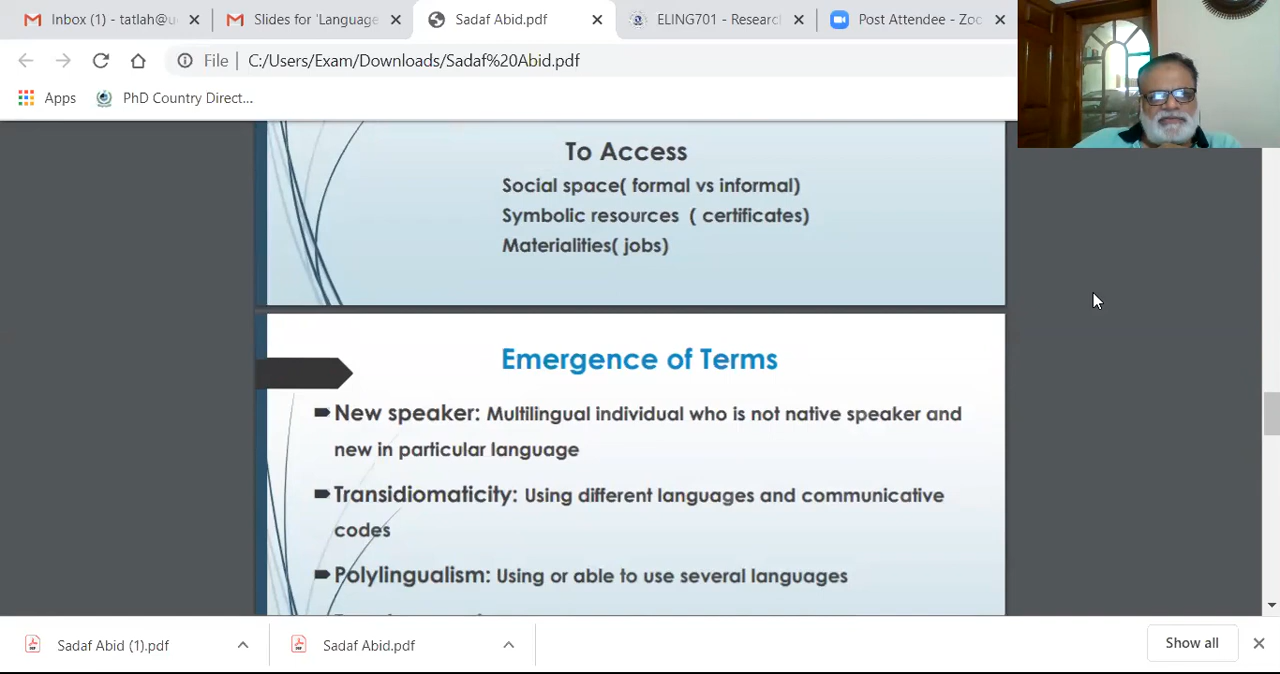 Inbox (1) - tatlah@u
Slides for 'Language
Sadaf Abid.pdf
ELING701 - Researc
Post Attendee - Zoo
File
C:/Users/Exam/Downloads/Sadaf%20Abid.pdf
Apps
PhD Country Direct...
To Access
Social space( formal vs informal)
Symbolic resources ( certificates)
Materialities( jobs)
Emergence of Terms
New speaker: Multilingual individual who is not native speaker and
new in particular language
Transidiomaticity: Using different languages and communicative
codes
Polylingualism: Using or able to use several languages
Sadaf Abid (1).pdf
Sadaf Abid.pdf
Show all